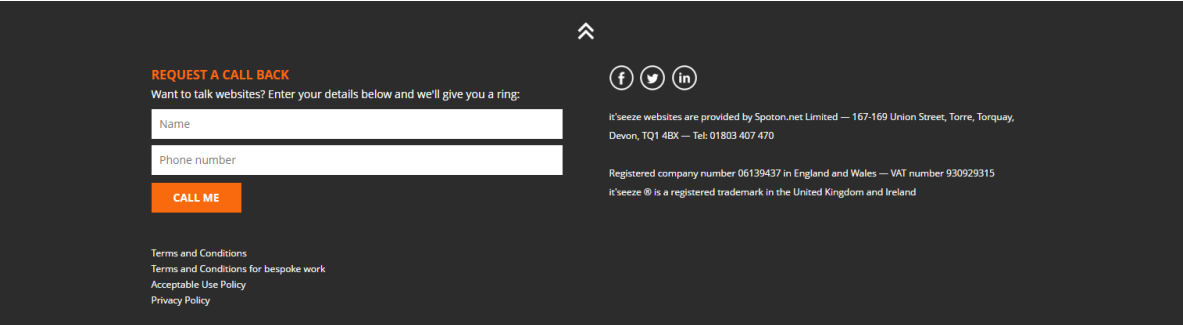 REQUEST A CALL BACK
Want to talk websites? Enter your details below and we'll give you a ring:
Name
Phone number
CALL ME
Terms and Conditions
Terms and Conditions for bespoke work
Acceptable Use Policy
Privacy Policy
f
in
it'seeze websites are provided by Spoton.net Limited — 167-169 Union Street, Torre, Torquay,
Devon, TQ1 4BX — Tel: 01803 407 470
Registered company number 06139437 in England and Wales — VAT number 930929315
it'seeze ® is a registered trademark in the United Kingdom and Ireland